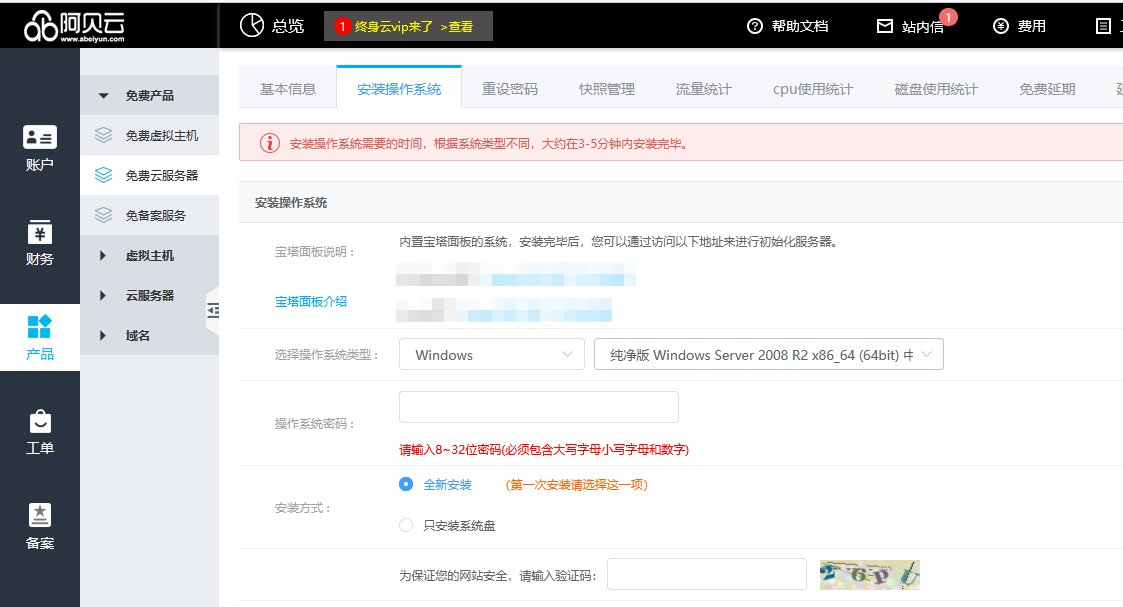 阿贝云
www.abeiyun.com
总览
1 终身云vip来了 >查看
帮助文档
站内信
1
费用
账户
财务
产品
工单
备案
免费产品
免费虚拟主机
免费云服务器
免备案服务
虚拟主机
云服务器
域名
基本信息 安装操作系统 重设密码 快照管理 流量统计 cpu使用统计 磁盘使用统计 免费延期
安装操作系统需要的时间，根据系统类型不同，大约在3-5分钟内安装完毕。
安装操作系统
宝塔面板说明：
内置宝塔面板的系统，安装完毕后，您可以通过访问以下地址来进行初始化服务器。
宝塔面板介绍
选择操作系统类型： Windows 纯净版 Windows Server 2008 R2 x86_64 (64bit) 中
操作系统密码：
请输入8~32位密码(必须包含大写字母小写字母和数字)
安装方式：
全新安装 (第一次安装请选择这一项)
只安装系统盘
为保证您的网站安全，请输入验证码：